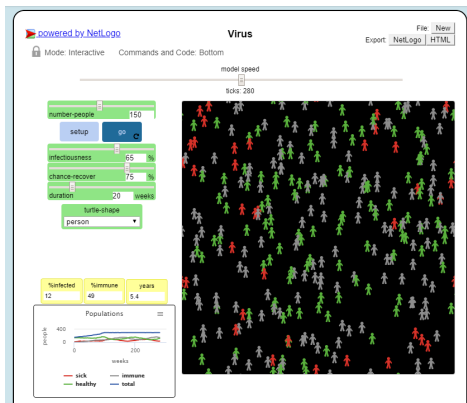 powered by NetLogo
Virus
File: New
Export: NetLogo HTML
Mode: Interactive
Commands and Code: Bottom
model speed
ticks: 280
number-people 150
setup
go
infectiousness 65 %
chance-recover 75 %
duration 20 weeks
turtle-shape
person
%infected
12
%immune
49
years
5.4
Populations
people
400
0
0 200
weeks
sick immune
healthy total